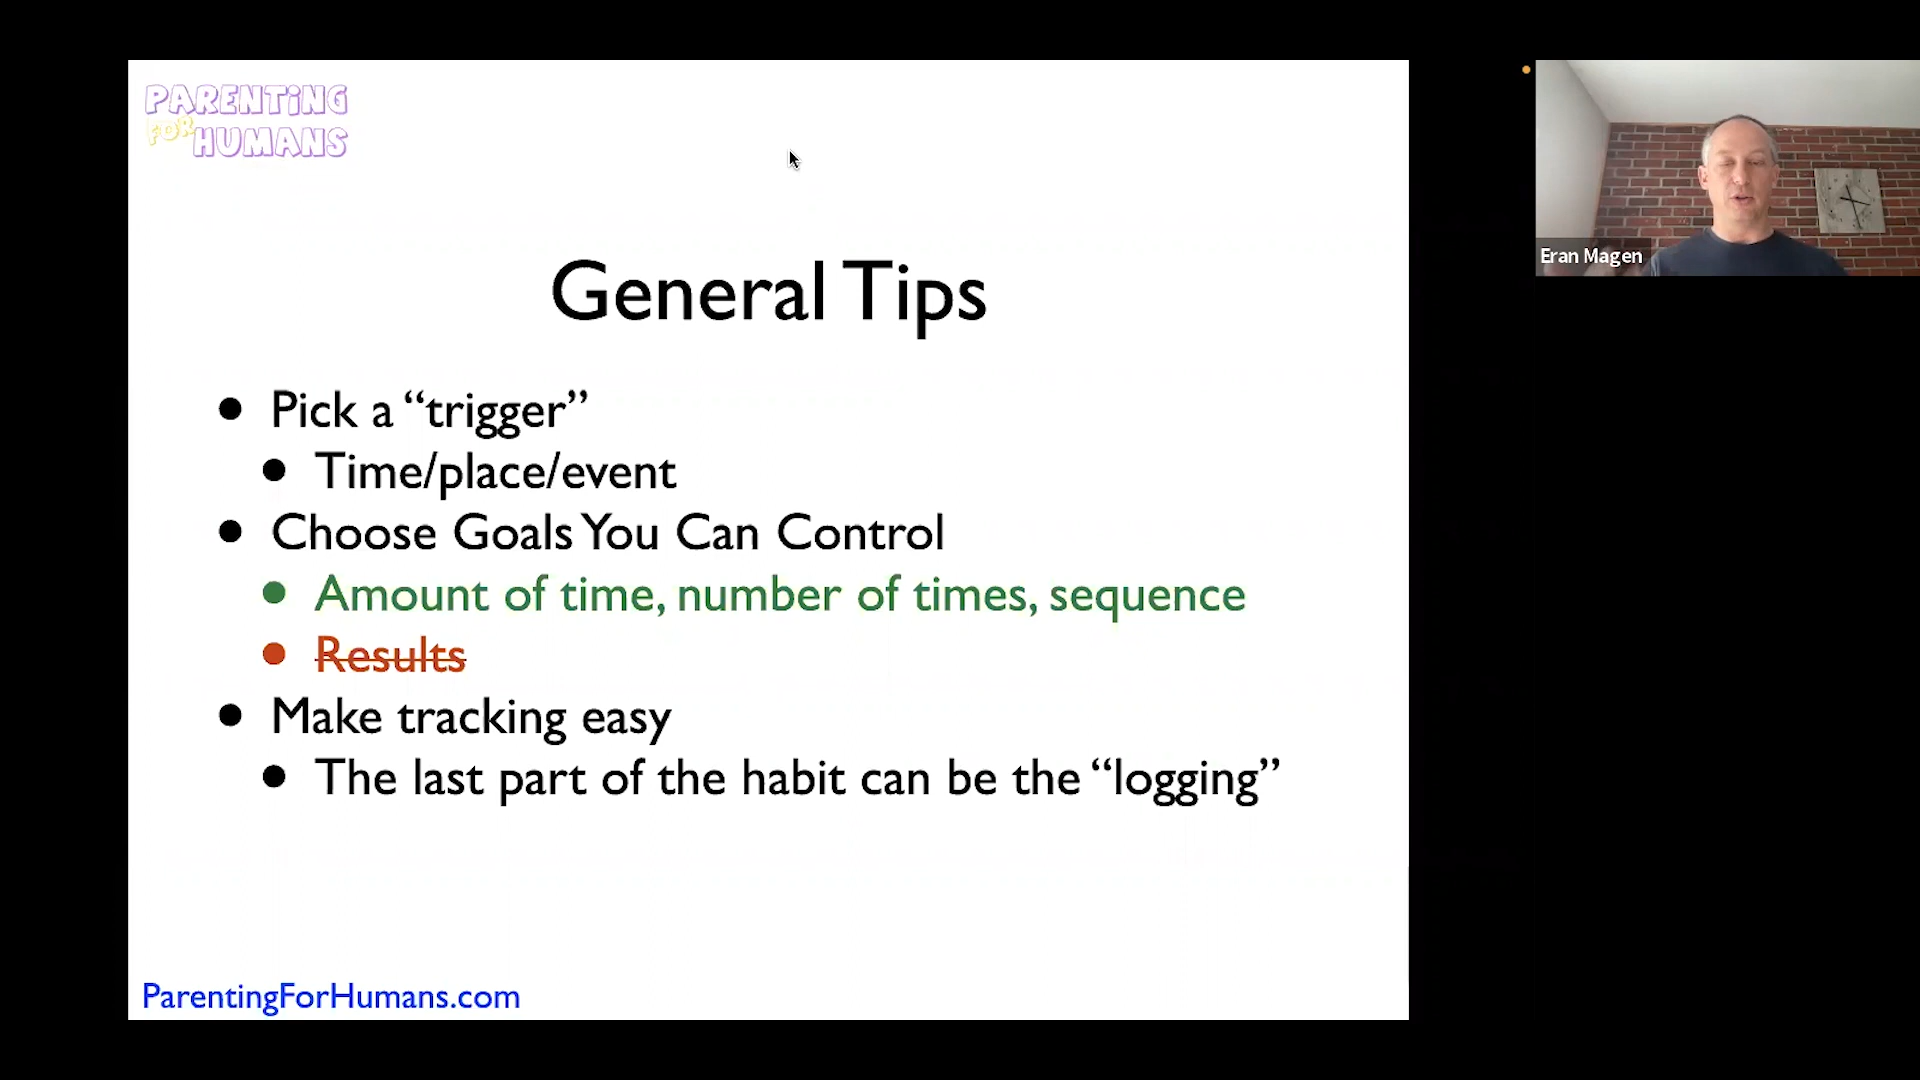 PARENTING
FOR HUMANS
Eran Magen
General Tips
• Pick a “trigger”
• Time/place/event
• Choose Goals You Can Control
• Amount of time, number of times, sequence
• Results
• Make tracking easy
• The last part of the habit can be the “logging”
ParentingForHumans.com